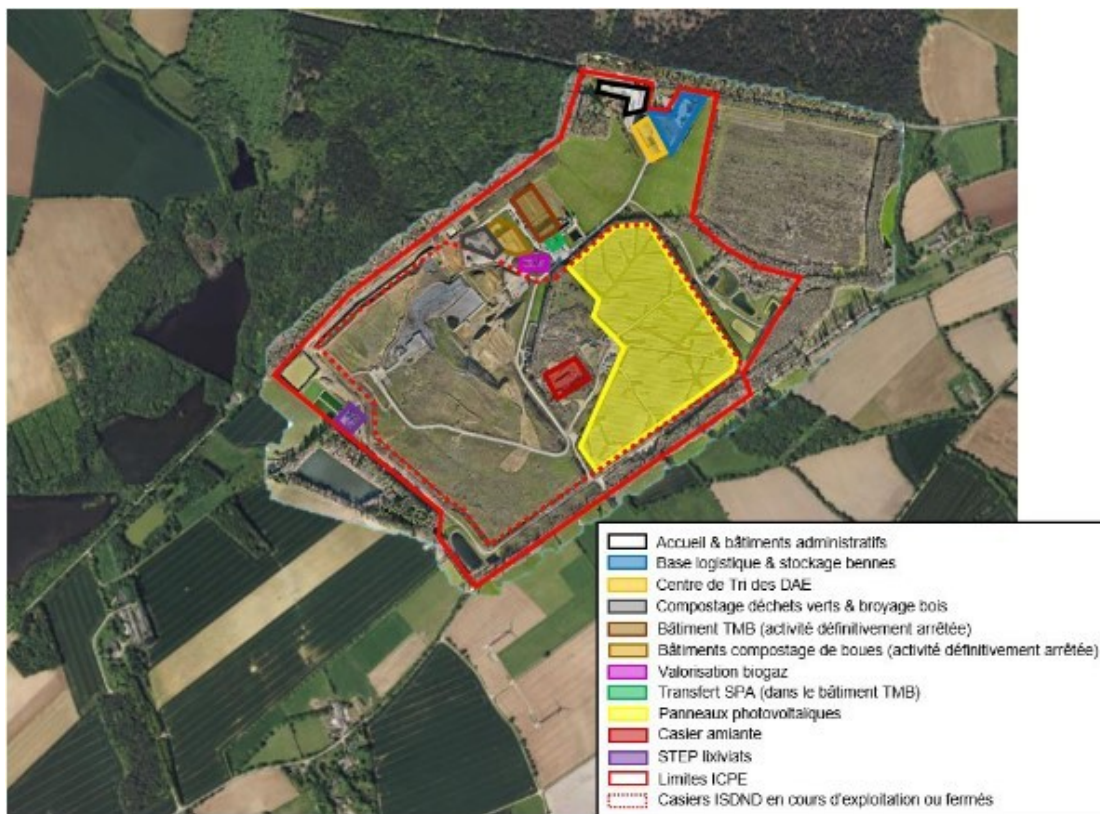 Accueil & bâtiments administratifs
Base logistique & stockage bennes
Centre de Tri des DAE
Compostage déchets verts & broyage bois
Bâtiment TMB (activité définitivement arrêtée)
Bâtiments compostage de boues (activité définitivement arrêtée)
Valorisation biogaz
Transfert SPA (dans le bâtiment TMB)
Panneaux photovoltaïques
Casier amiante
STEP lixiviats
Limites ICPE
Casiers ISDND en cours d'exploitation ou fermés